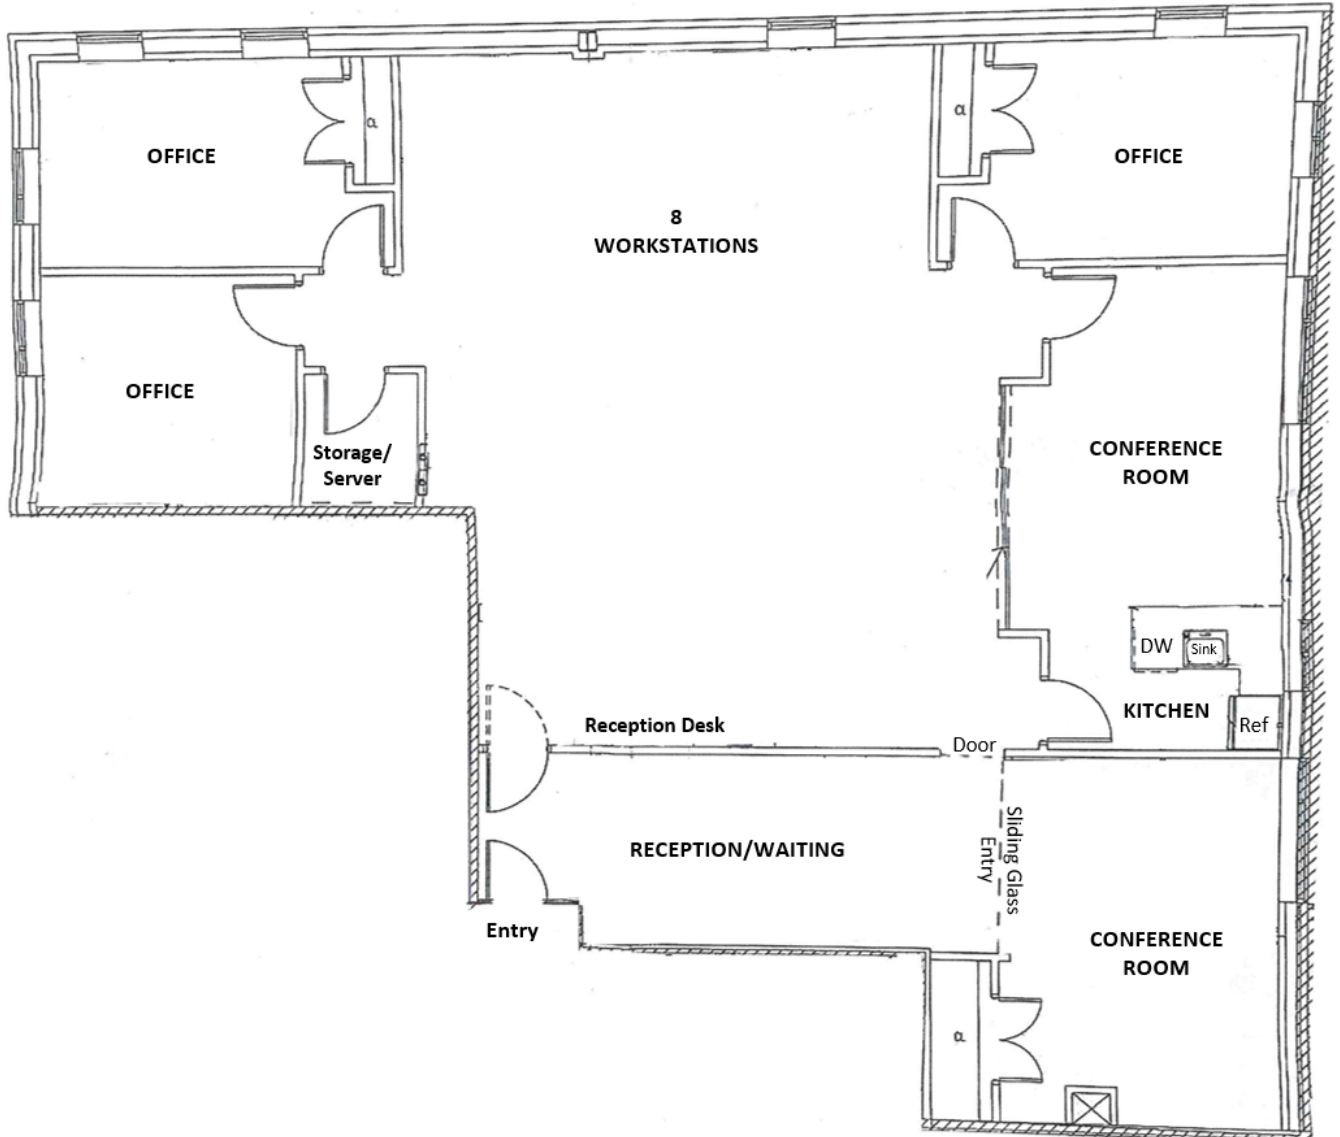 OFFICE
a
a
OFFICE
8
WORKSTATIONS
OFFICE
Storage/
Server
CONFERENCE
ROOM
DW
Sink
KITCHEN
Ref
Reception Desk
Door
Sliding Glass
Entry
RECEPTION/WAITING
Entry
CONFERENCE
ROOM
a